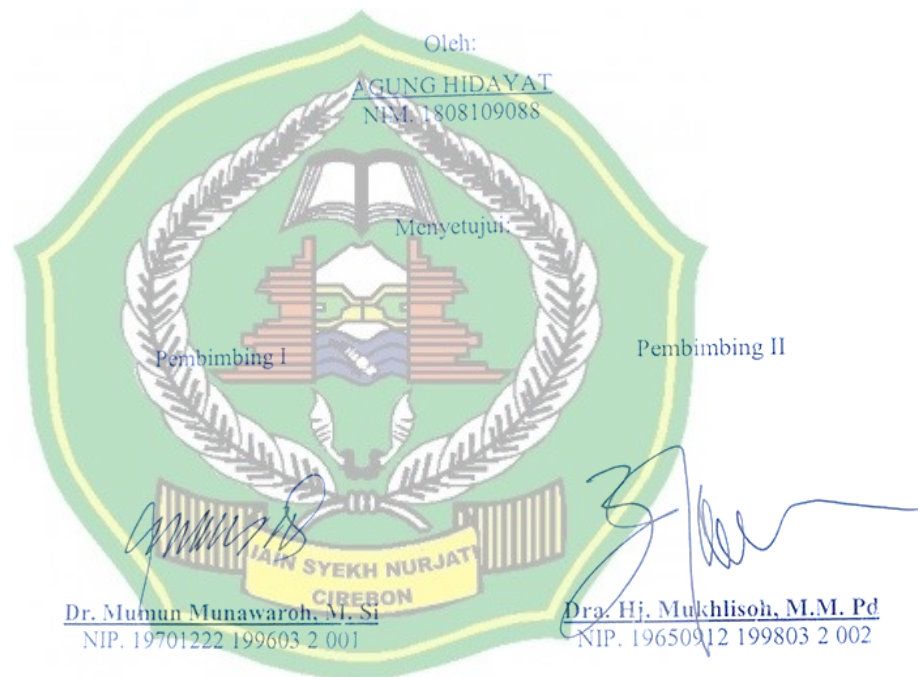 Oleh:
AGUNG HIDAYAT
NIM. 1808109088
Menyetujui:
Pembimbing I
Pembimbing II
IAIN SYEKH NURJATI
CIREBON
Dr. Mumun Munawaroh, M. Si
NIP. 19701222 199603 2 001
Dra. Hj. Mukhlisoh, M.M. Pd
NIP. 19650912 199803 2 002